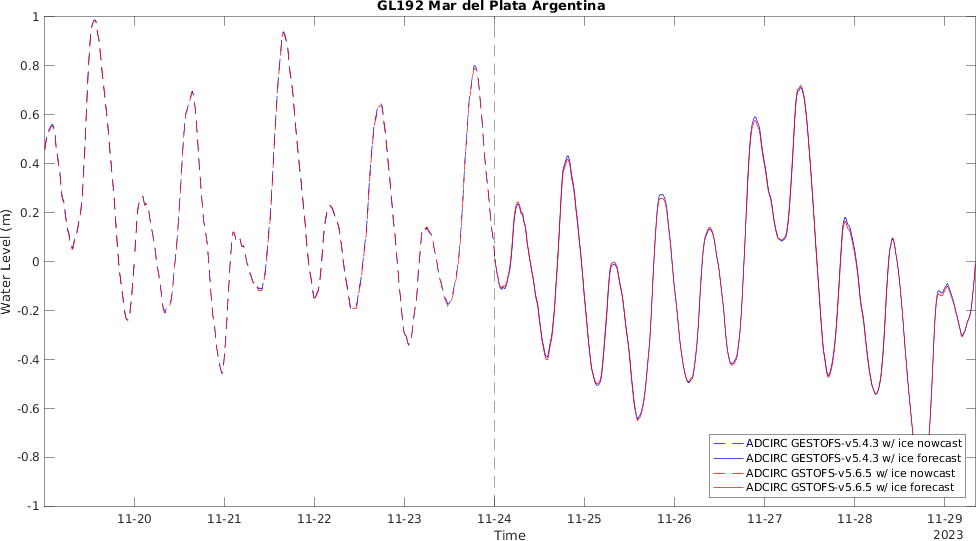 GL192 Mar del Plata Argentina
Water Level (m)
1
0.8
0.6
0.4
0.2
0
-0.2
-0.4
-0.6
-0.8
-1
ADCIRC GESTOFS-v5.4.3 w/ ice nowcast
ADCIRC GESTOFS-v5.4.3 w/ ice forecast
ADCIRC GSTOFS-v5.6.5 w/ ice nowcast
ADCIRC GSTOFS-v5.6.5 w/ ice forecast
11-20 11-21 11-22 11-23 11-24 11-25 11-26 11-27 11-28 11-29
Time 2023